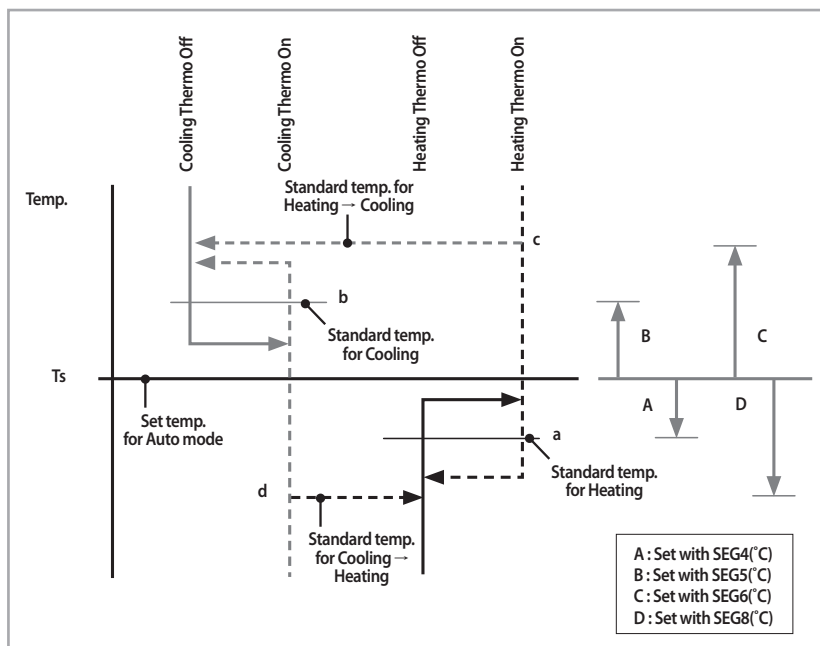 Cooling Thermo Off
Cooling Thermo On
Heating Thermo Off
Heating Thermo On
Temp.
Standard temp. for
Heating → Cooling
c
b
Standard temp.
for Cooling
B
C
Ts
A
D
Set temp.
for Auto mode
a
Standard temp.
for Heating
d
Standard temp.
for Cooling →
Heating
A : Set with SEG4(˚C)
B : Set with SEG5(˚C)
C : Set with SEG6(˚C)
D : Set with SEG8(˚C)